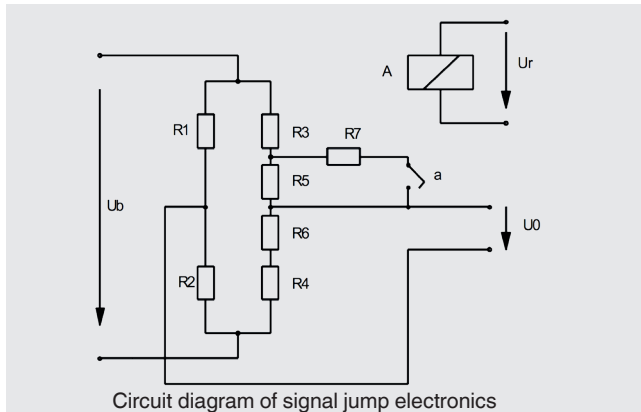 A
Ur
R1
R3
R7
R5
a
Ub
U0
R6
R2
R4
Circuit diagram of signal jump electronics